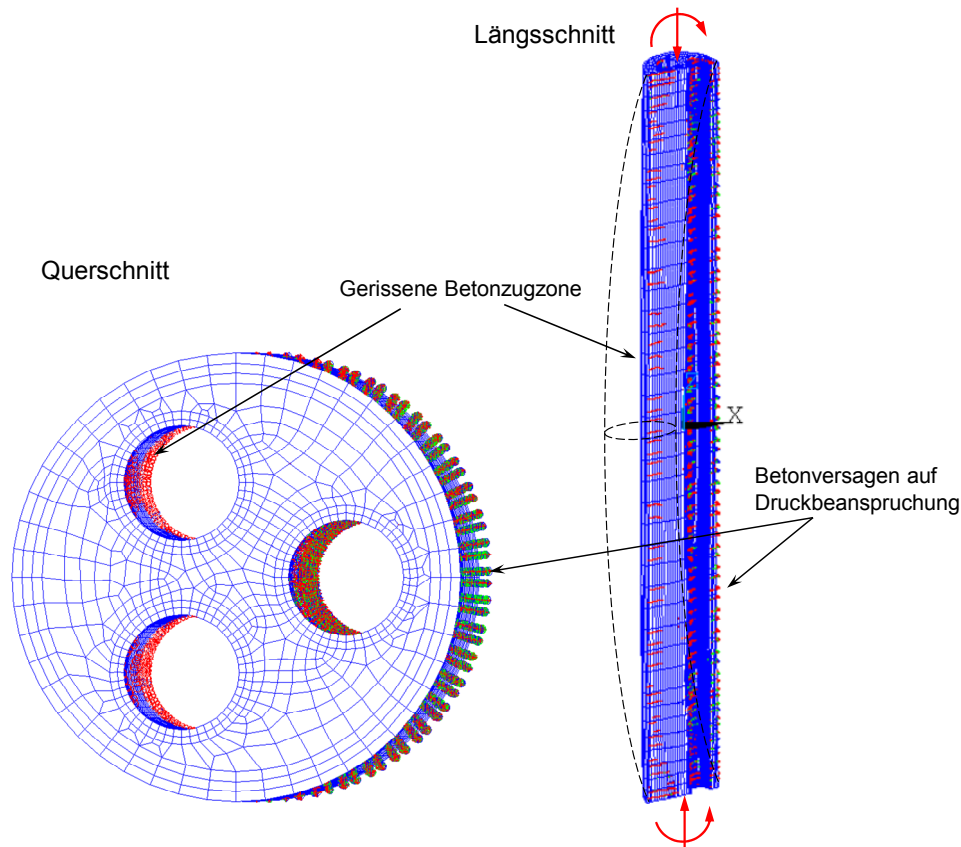 Längsschnitt
Querschnitt
Gerissene Betonzugzone
X
Betonversagen auf
Druckbeanspruchung